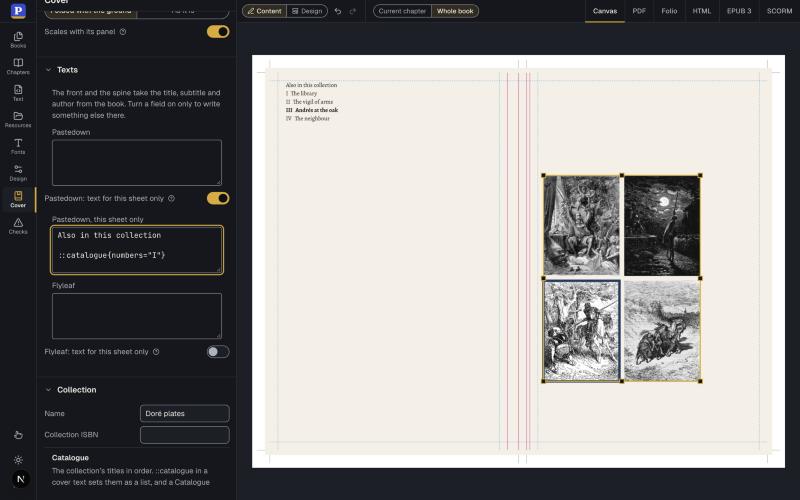 Cover
P
Content
Design
Current chapter
Whole book
Canvas
PDF
Folio
HTML
EPUB 3
SCORM
Books
Chapters
Text
Resources
Fonts
Design
Cover
Checks
N
Folded with the ground
As it is
Scales with its panel
Texts
The front and the spine take the title, subtitle and
author from the book. Turn a field on only to write
something else there.
Pastedown
Pastedown: text for this sheet only
Pastedown, this sheet only
Also in this collection
::catalogue{numbers="I"}
Flyleaf
Flyleaf: text for this sheet only
Collection
Name
Doré plates
Collection ISBN
Catalogue
The collection's titles in order. ::catalogue in a
cover text sets them as a list, and a Catalogue
Also in this collection
I The library
II The vigil of arms
III Andrés at the oak
IV The neighbour